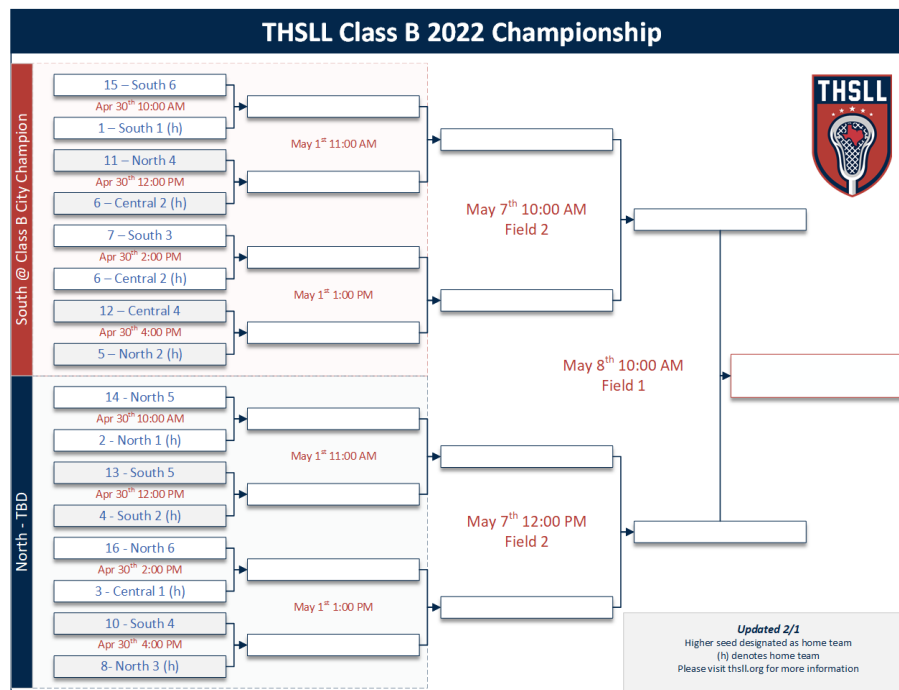 THSLL Class B 2022 Championship
South @ Class B City Champion
15 – South 6
Apr 30th 10:00 AM
1 – South 1 (h)
May 1st 11:00 AM
11 – North 4
Apr 30th 12:00 PM
6 – Central 2 (h)
7 – South 3
Apr 30th 2:00 PM
6 – Central 2 (h)
May 1st 1:00 PM
12 – Central 4
Apr 30th 4:00 PM
5 – North 2 (h)
May 7th 10:00 AM
Field 2
THSLL
May 8th 10:00 AM
Field 1
North - TBD
14 - North 5
Apr 30th 10:00 AM
2 - North 1 (h)
May 1st 11:00 AM
13 - South 5
Apr 30th 12:00 PM
4 - South 2 (h)
16 - North 6
Apr 30th 2:00 PM
3 - Central 1 (h)
May 1st 1:00 PM
10 - South 4
Apr 30th 4:00 PM
8- North 3 (h)
May 7th 12:00 PM
Field 2
Updated 2/1
Higher seed designated as home team
(h) denotes home team
Please visit thsll.org for more information